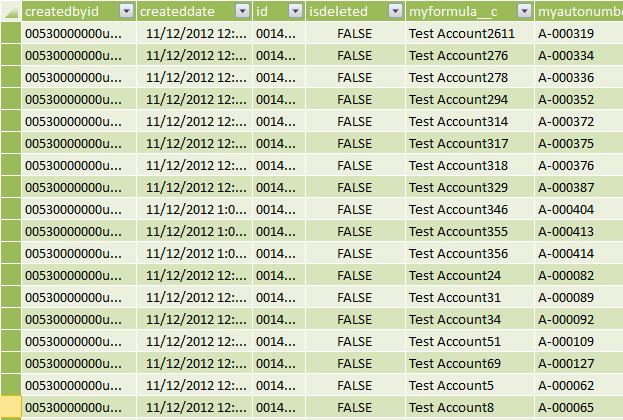 createdbyid createddate id isdeleted myformula__c myautonumbe
00530000000u... 11/12/2012 12:... 0014... FALSE Test Account2611 A-000319
00530000000u... 11/12/2012 12:... 0014... FALSE Test Account276 A-000334
00530000000u... 11/12/2012 12:... 0014... FALSE Test Account278 A-000336
00530000000u... 11/12/2012 12:... 0014... FALSE Test Account294 A-000352
00530000000u... 11/12/2012 12:... 0014... FALSE Test Account314 A-000372
00530000000u... 11/12/2012 12:... 0014... FALSE Test Account317 A-000375
00530000000u... 11/12/2012 12:... 0014... FALSE Test Account318 A-000376
00530000000u... 11/12/2012 12:... 0014... FALSE Test Account329 A-000387
00530000000u... 11/12/2012 1:0... 0014... FALSE Test Account346 A-000404
00530000000u... 11/12/2012 1:0... 0014... FALSE Test Account355 A-000413
00530000000u... 11/12/2012 1:0... 0014... FALSE Test Account356 A-000414
00530000000u... 11/12/2012 12:... 0014... FALSE Test Account24 A-000082
00530000000u... 11/12/2012 12:... 0014... FALSE Test Account31 A-000089
00530000000u... 11/12/2012 12:... 0014... FALSE Test Account34 A-000092
00530000000u... 11/12/2012 12:... 0014... FALSE Test Account51 A-000109
00530000000u... 11/12/2012 12:... 0014... FALSE Test Account69 A-000127
00530000000u... 11/12/2012 12:... 0014... FALSE Test Account5 A-000062
00530000000u... 11/12/2012 12:... 0014... FALSE Test Account8 A-000065